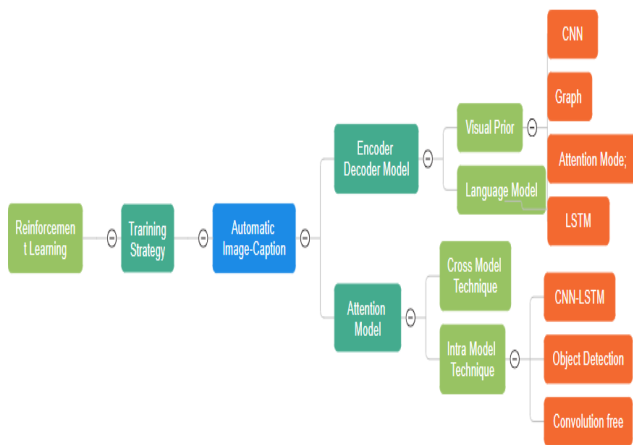 Reinforcemen
t Learning
Trarining
Strategy
Automatic
Image-Caption
Encoder
Decoder Model
Visual Prior
Language Model
CNN
Graph
Attention Mode;
LSTM
Attention
Model
Cross Model
Technique
Intra Model
Technique
CNN-LSTM
Object Detection
Convolution free